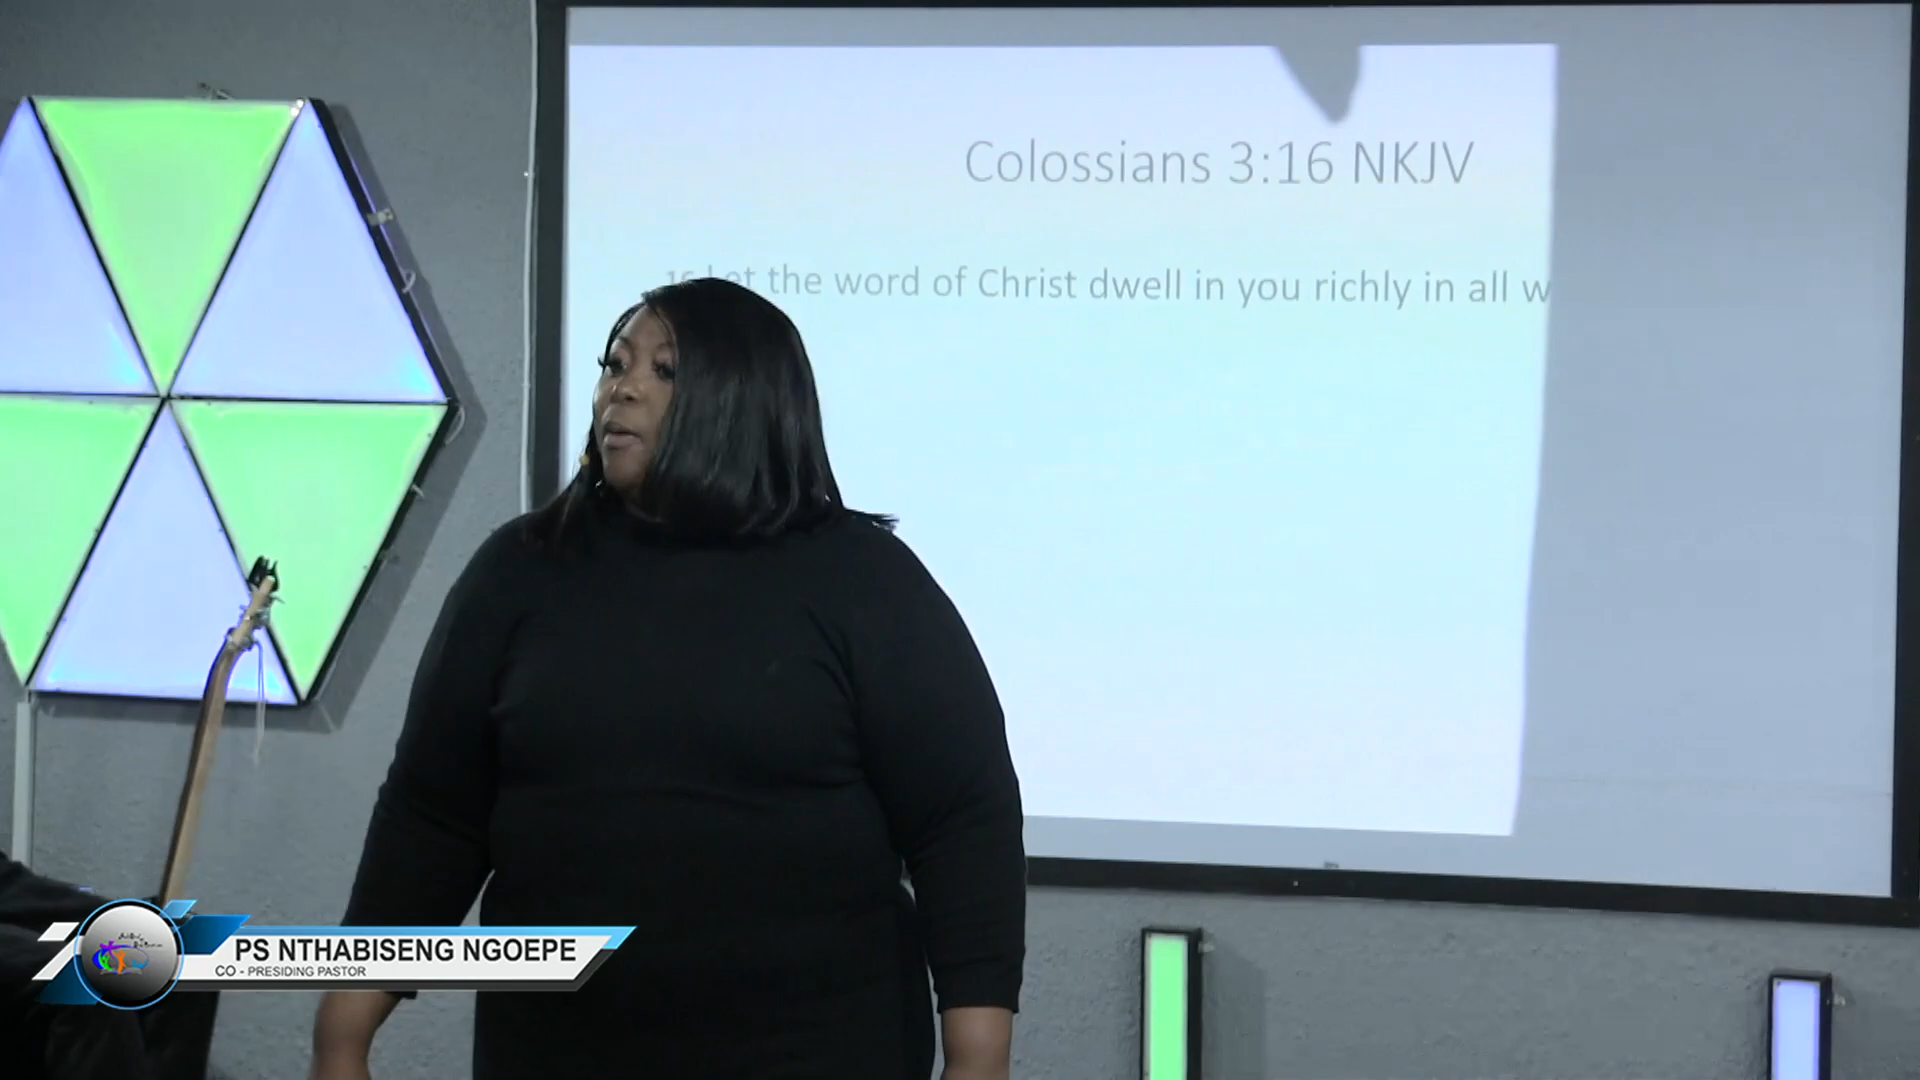 Colossians 3:16 NKJV
the word of Christ dwell in you richly in all w
PS NTHABISENG NGOEPE
CO - PRESIDING PASTOR